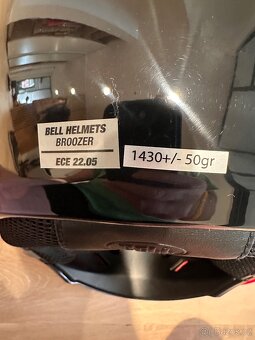 BELL HELMETS
BROOZER
ECE 22.05
1430+/- 50gr